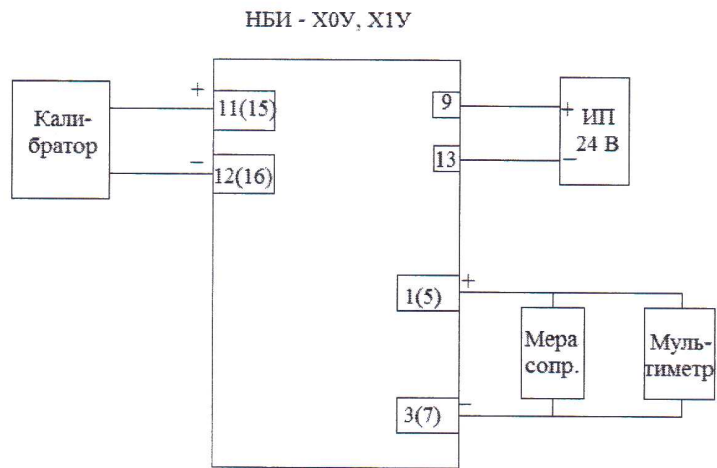 НБИ - Х0У, Х1У
Кали-
братор
+
11(15)
−
12(16)
9
13
+
−
ИП
24 В
1(5)
+
3(7)
−
Мера
сопр.
Муль-
тиметр